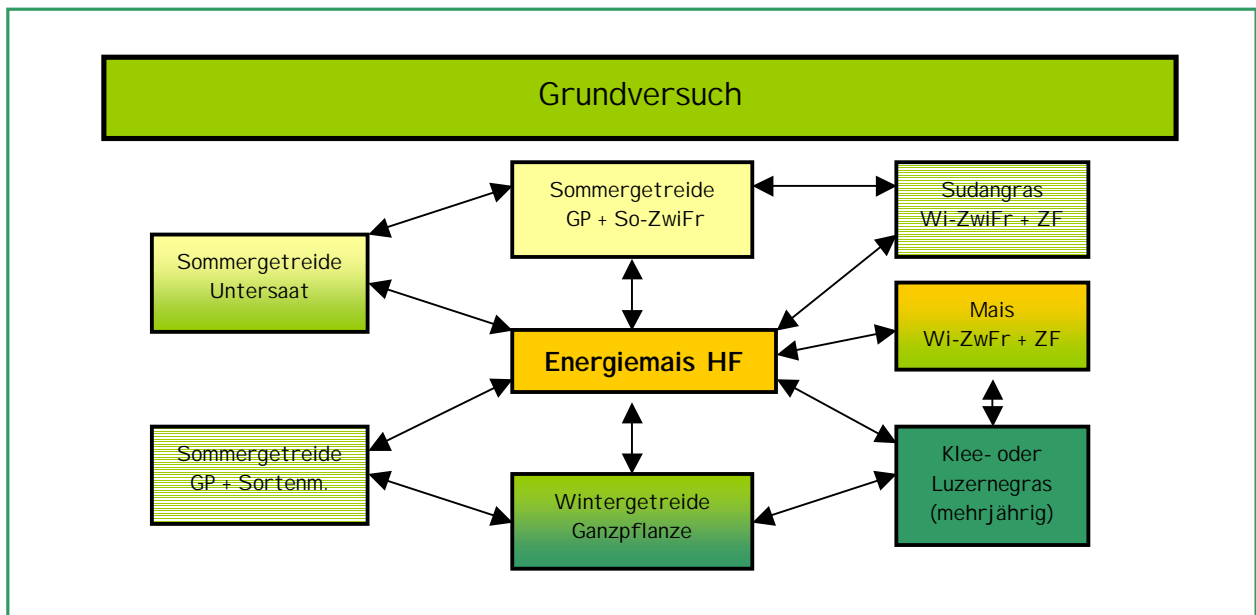 Grundversuch
Sommergetreide
GP + So-ZwiFr
Sudangras
Wi-ZwiFr + ZF
Sommergetreide
Untersaat
Mais
Wi-ZwFr + ZF
Energiemais HF
Sommergetreide
GP + Sortenm.
Wintergetreide
Ganzpflanze
Klee- oder
Luzernegras
(mehrjährig)